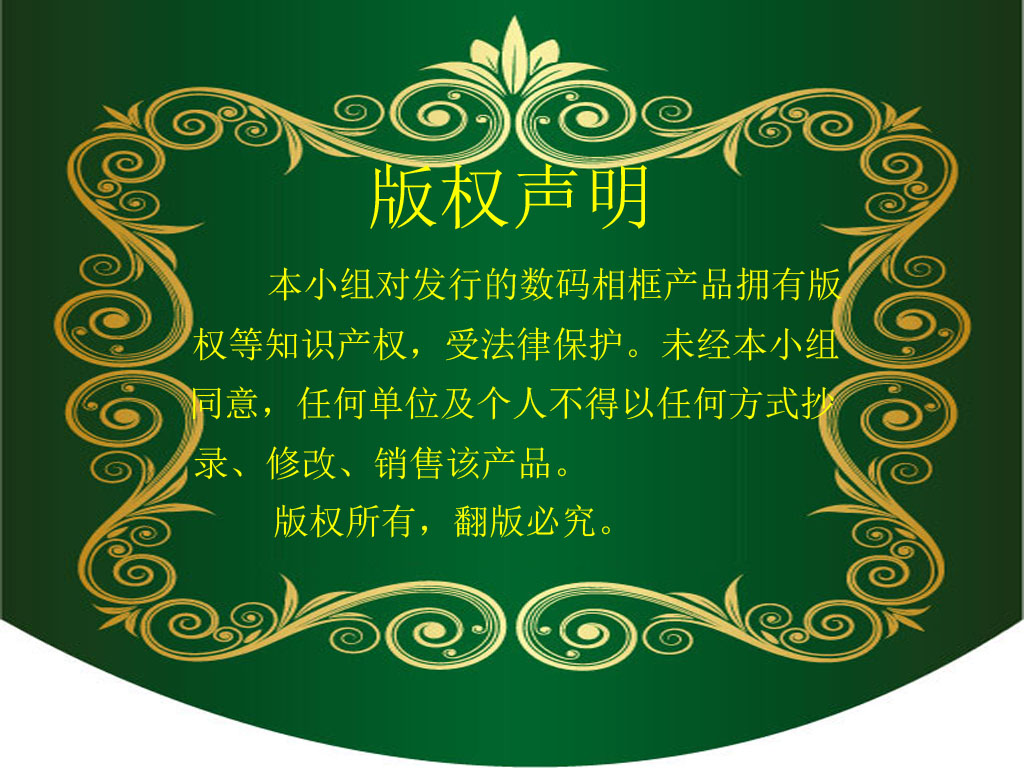 版权声明
本小组对发行的数码相框产品拥有版
权等知识产权，受法律保护。未经本小组
同意，任何单位及个人不得以任何方式抄
录、修改、销售该产品。
版权所有，翻版必究。